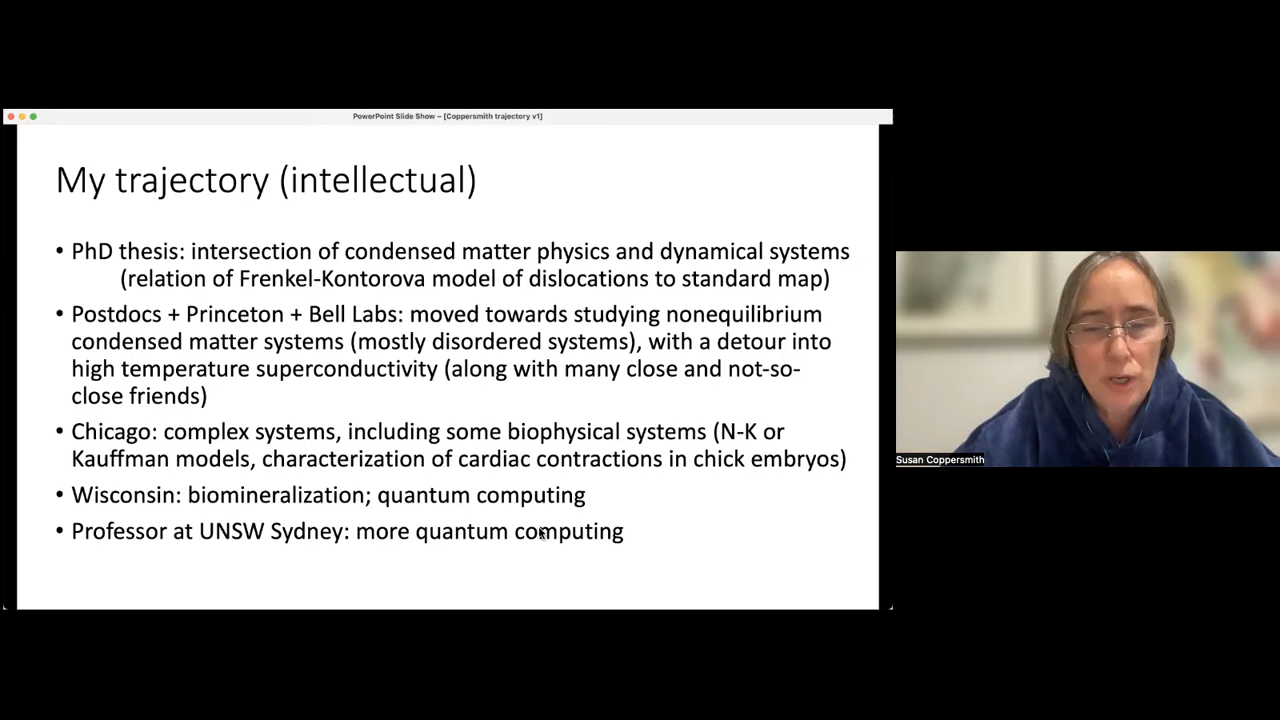 PowerPoint Slide Show – [Coppersmith trajectory v1]
My trajectory (intellectual)
• PhD thesis: intersection of condensed matter physics and dynamical systems
(relation of Frenkel-Kontorova model of dislocations to standard map)
• Postdocs + Princeton + Bell Labs: moved towards studying nonequilibrium
condensed matter systems (mostly disordered systems), with a detour into
high temperature superconductivity (along with many close and not-so-
close friends)
• Chicago: complex systems, including some biophysical systems (N-K or
Kauffman models, characterization of cardiac contractions in chick embryos)
• Wisconsin: biomineralization; quantum computing
• Professor at UNSW Sydney: more quantum computing
Susan Coppersmith